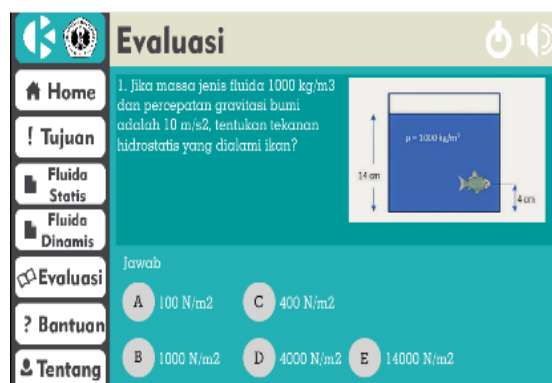 Evaluasi
Home
! Tujuan
Fluida
Statis
Fluida
Dinamis
Evaluasi
? Bantuan
Tentang
1. Jika massa jenis fluida 1000 kg/m3
dan percepatan gravitasi bumi
adalah 10 m/s2, tentukan tekanan
hidrostatis yang dialami ikan?
ρ = 1000 kg/m³
14 cm
4 cm
Jawab
A 100 N/m2
C 400 N/m2
B 1000 N/m2
D 4000 N/m2
E 14000 N/m2